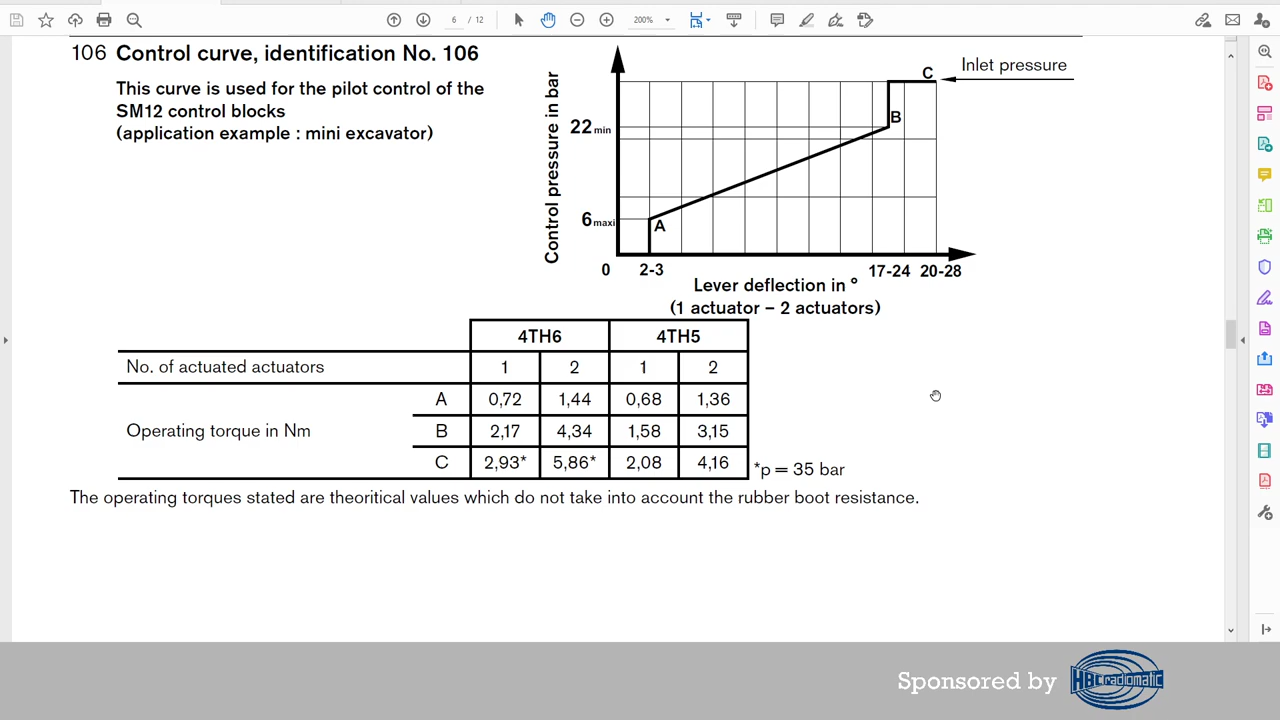 6 / 12
200%
106 Control curve, identification No. 106
This curve is used for the pilot control of the
SM12 control blocks
(application example : mini excavator)
Control pressure in bar
22 min
6 maxi
A
B
C
Inlet pressure
0 2-3 17-24 20-28
Lever deflection in °
(1 actuator – 2 actuators)
4TH6 4TH5
No. of actuated actuators 1 2 1 2
A 0,72 1,44 0,68 1,36
Operating torque in Nm B 2,17 4,34 1,58 3,15
C 2,93* 5,86* 2,08 4,16 *p = 35 bar
The operating torques stated are theoritical values which do not take into account the rubber boot resistance.
Sponsored by HBC radiomatic